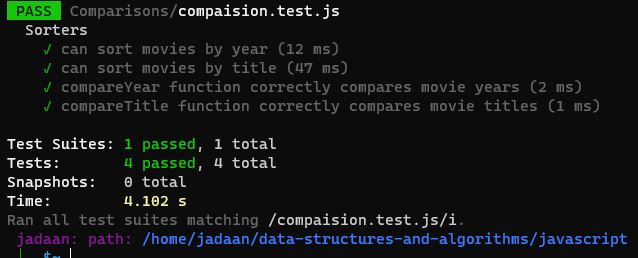 PASS Comparisons/compaision.test.js
Sorters
✓ can sort movies by year (12 ms)
✓ can sort movies by title (47 ms)
✓ compareYear function correctly compares movie years (2 ms)
✓ compareTitle function correctly compares movie titles (1 ms)
Test Suites: 1 passed, 1 total
Tests: 4 passed, 4 total
Snapshots: 0 total
Time: 4.102 s
Ran all test suites matching /compaision.test.js/i.
jadaan: path: /home/jadaan/data-structures-and-algorithms/javascript